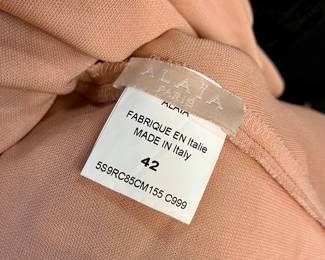 ALAÏA
PARIS
ALAIA
FABRIQUE EN Italie
MADE IN Italy
42
5S9RC85CM155 C999